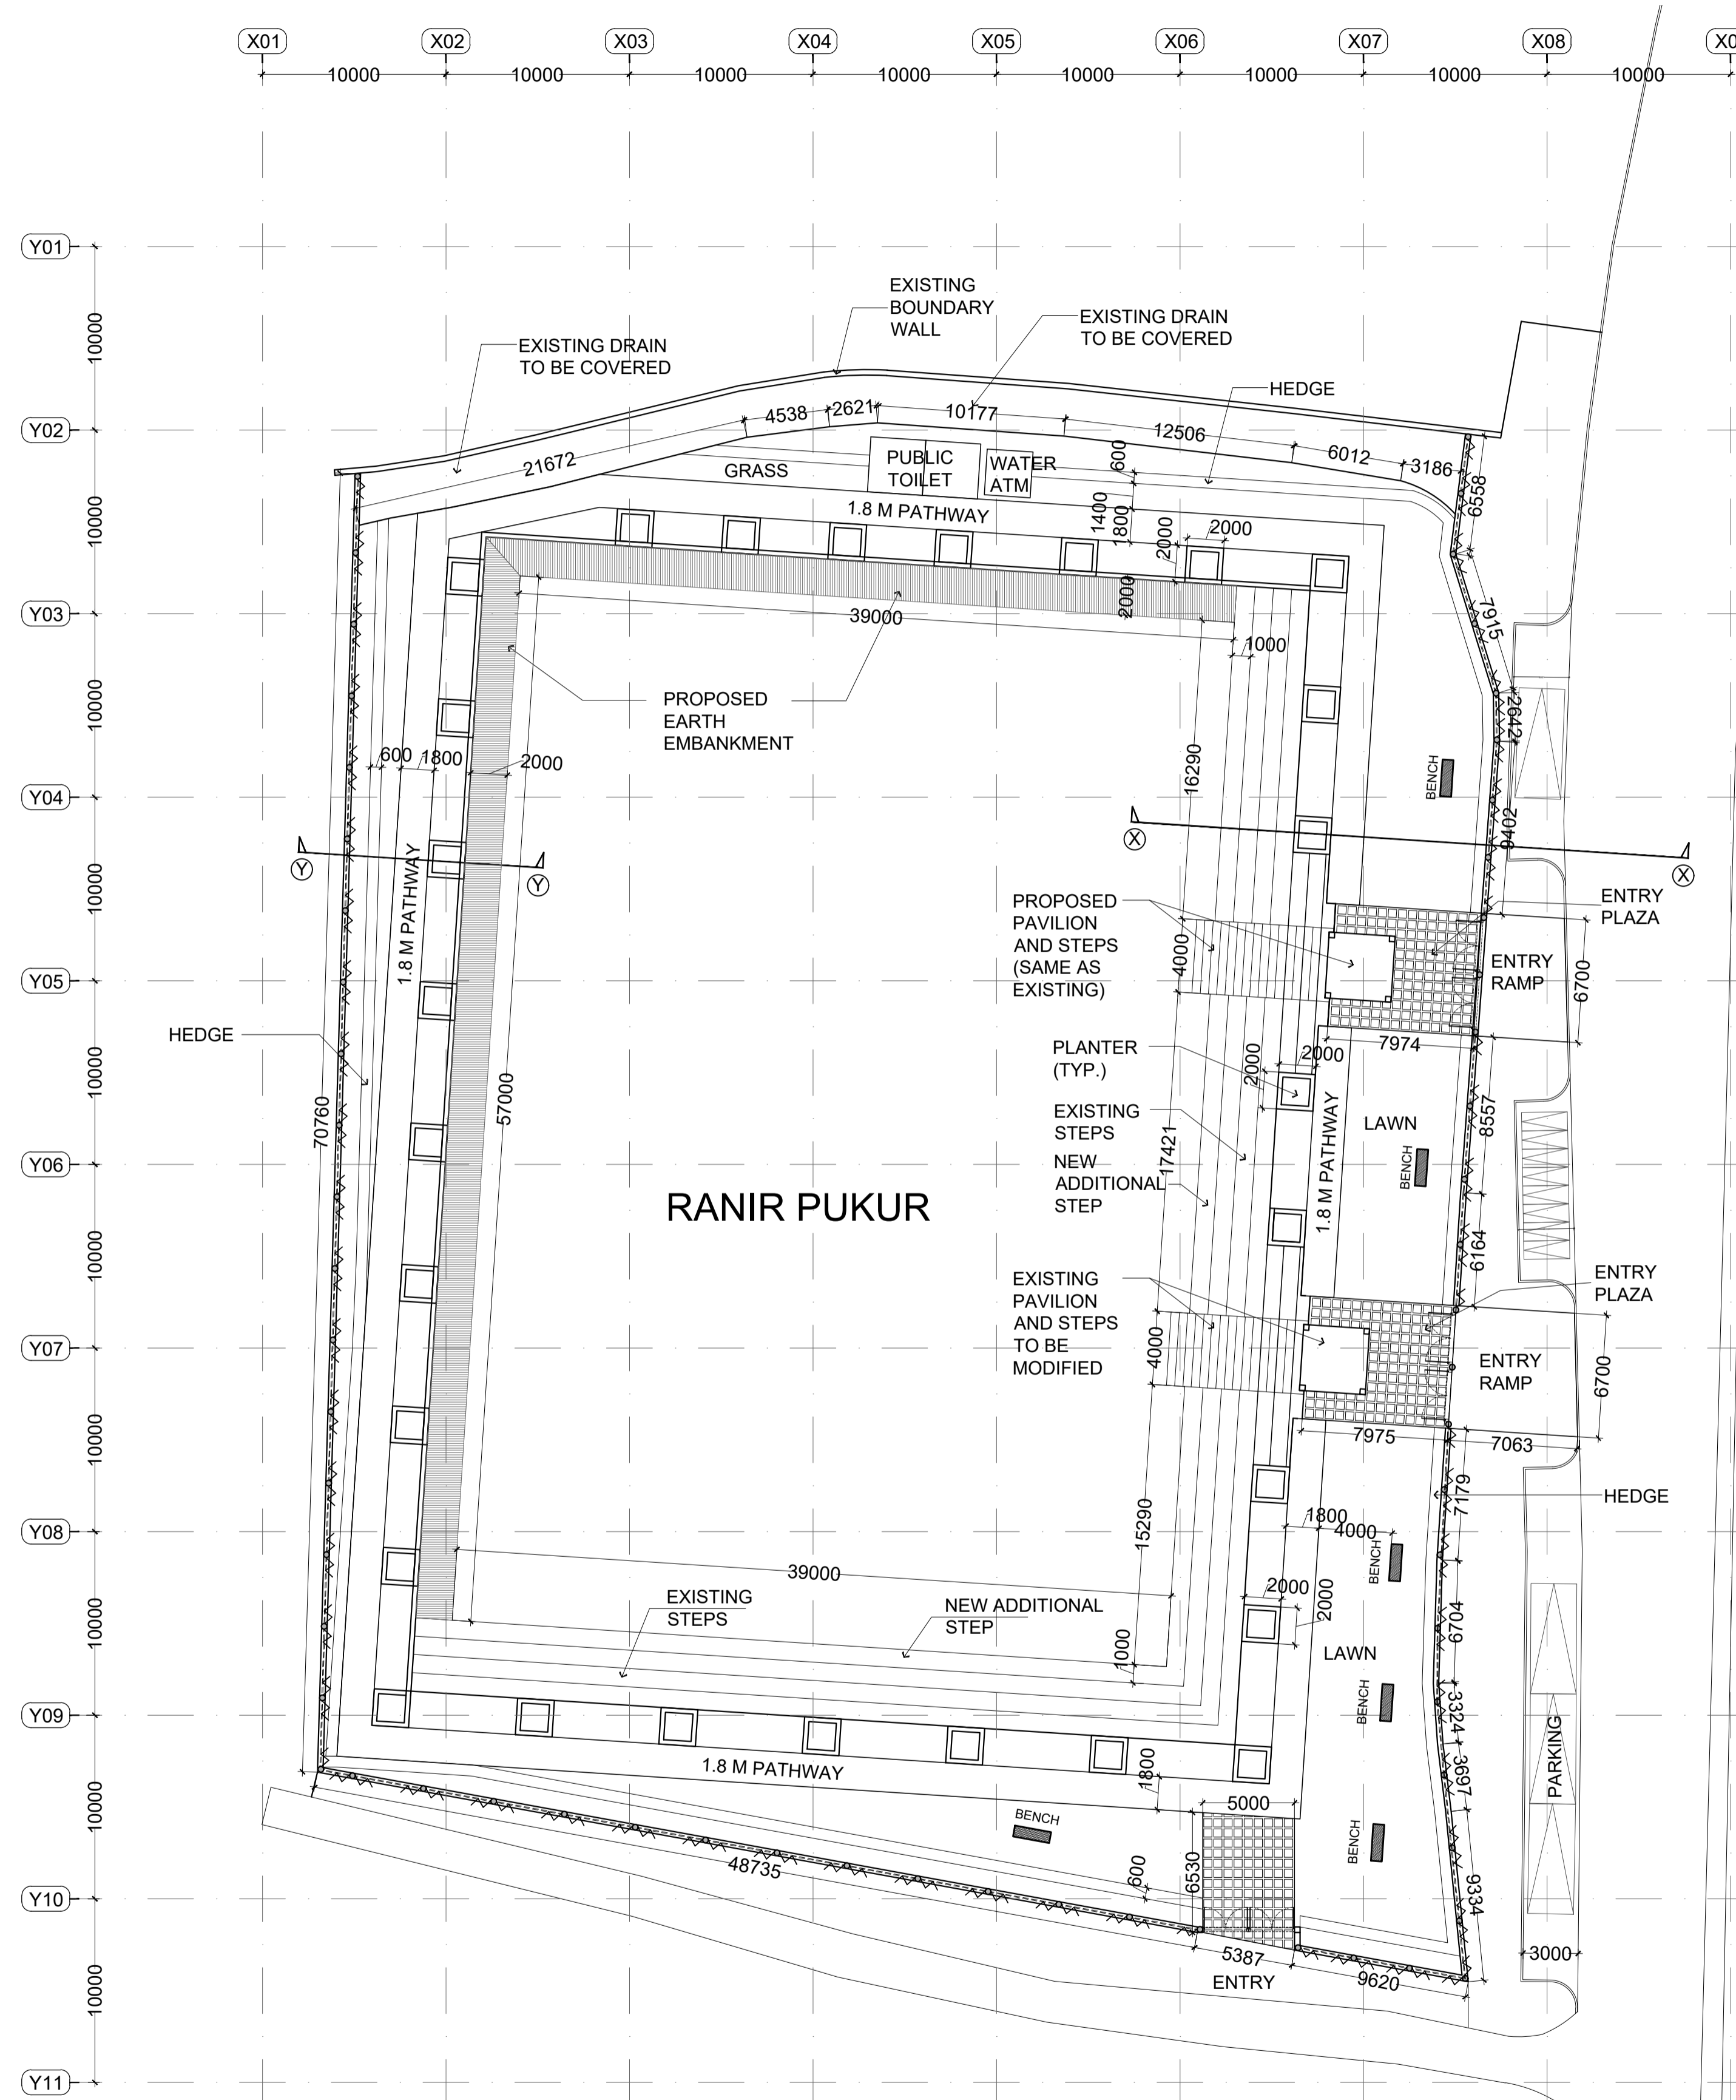 X01
X02
X03
X04
X05
X06
X07
X08
10000
10000
10000
10000
10000
10000
10000
10000
Y01
10000
EXISTING
BOUNDARY
WALL
EXISTING DRAIN
TO BE COVERED
EXISTING DRAIN
TO BE COVERED
HEDGE
Y02
4538
2621
10177
12506
6012
3186
6558
21672
GRASS
PUBLIC
TOILET
WATER
ATM
600
1400
1800
1.8 M PATHWAY
2000
2000
2000
10000
Y03
39000
1000
7915
2642
PROPOSED
EARTH
EMBANKMENT
10000
600
1800
2000
16290
BENCH
Y04
9402
X
X
Y
Y
1.8 M PATHWAY
10000
PROPOSED
PAVILION
AND STEPS
(SAME AS
EXISTING)
ENTRY
PLAZA
4000
ENTRY
RAMP
6700
Y05
HEDGE
7974
PLANTER
(TYP.)
2000
2000
10000
57000
70760
EXISTING
STEPS
1.8 M PATHWAY
LAWN
8557
17421
NEW
ADDITIONAL
STEP
BENCH
Y06
RANIR PUKUR
6164
10000
EXISTING
PAVILION
AND STEPS
TO BE
MODIFIED
ENTRY
PLAZA
4000
ENTRY
RAMP
6700
Y07
7975
7063
10000
7179
HEDGE
15290
1800
4000
Y08
BENCH
39000
2000
2000
EXISTING
STEPS
NEW ADDITIONAL
STEP
1000
6704
10000
LAWN
BENCH
3324
Y09
PARKING
1.8 M PATHWAY
1800
3697
10000
5000
BENCH
BENCH
48735
600
6530
9334
Y10
5387
ENTRY
9620
3000
10000
Y11